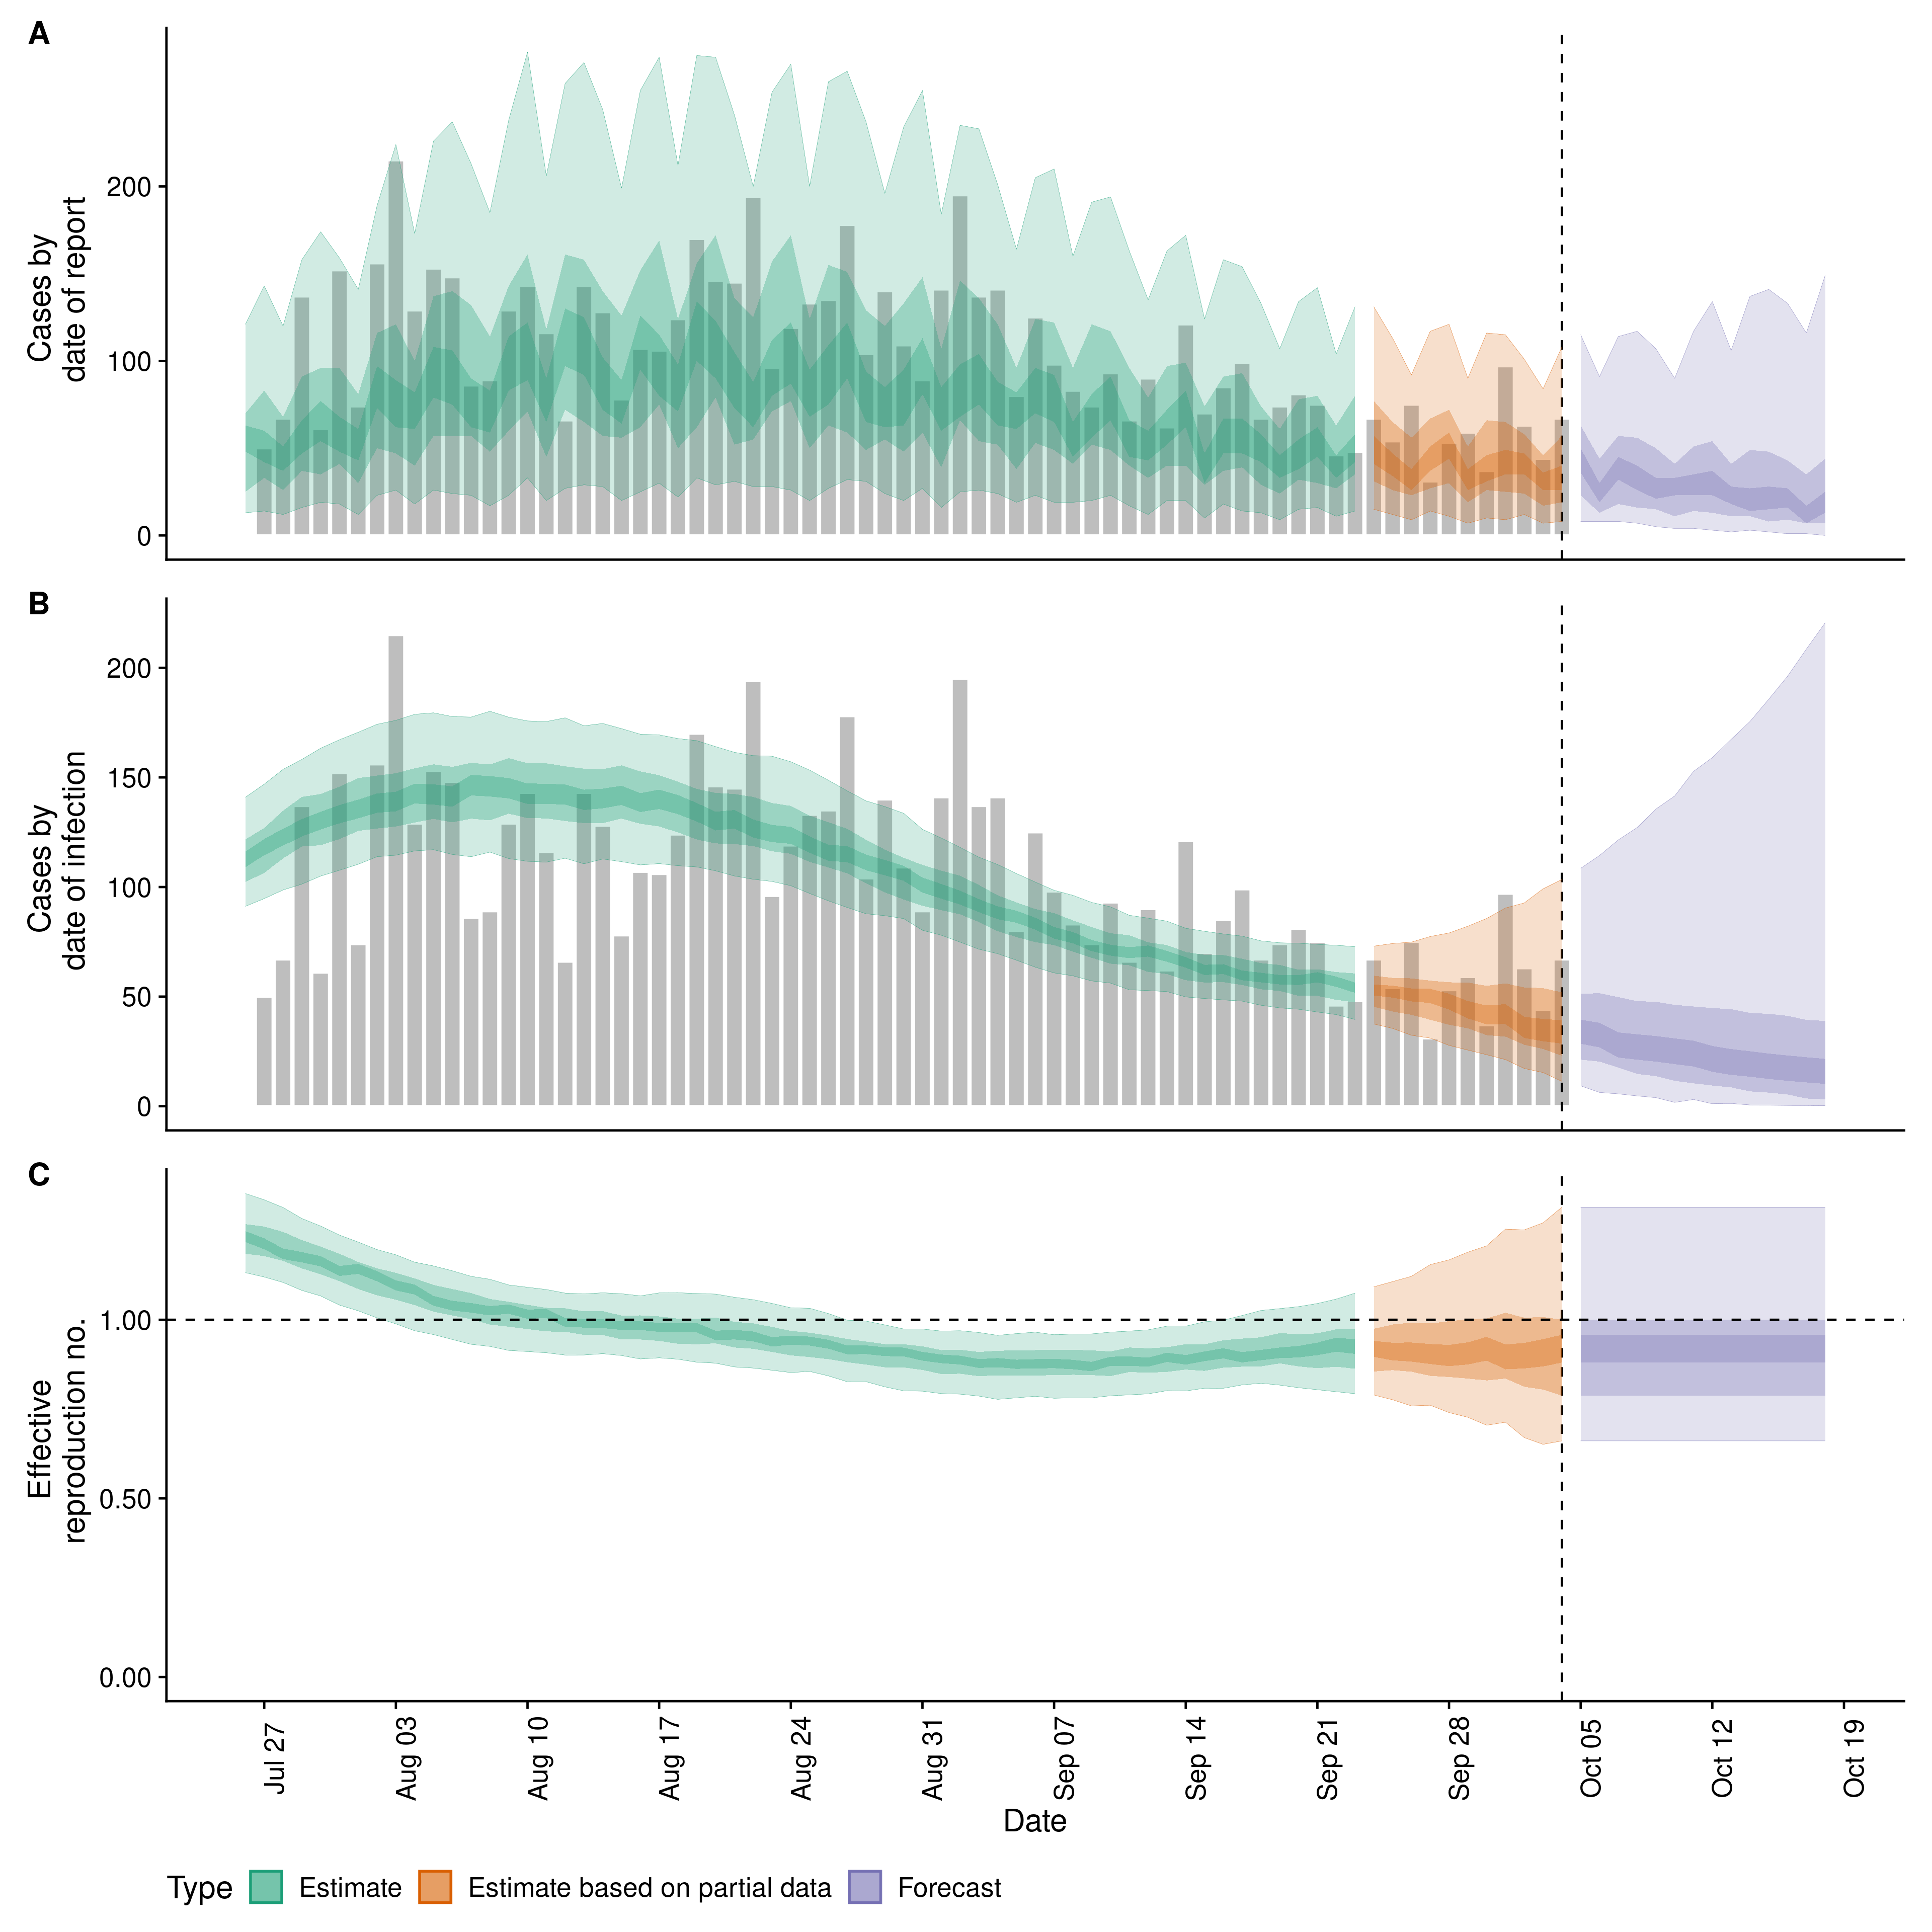 A
Cases by
date of report
200
100
0
B
Cases by
date of infection
200
150
100
50
0
C
Effective
reproduction no.
1.00
0.50
0.00
Jul 27
Aug 03
Aug 10
Aug 17
Aug 24
Aug 31
Sep 07
Sep 14
Sep 21
Sep 28
Oct 05
Oct 12
Oct 19
Date
Type Estimate Estimate based on partial data Forecast